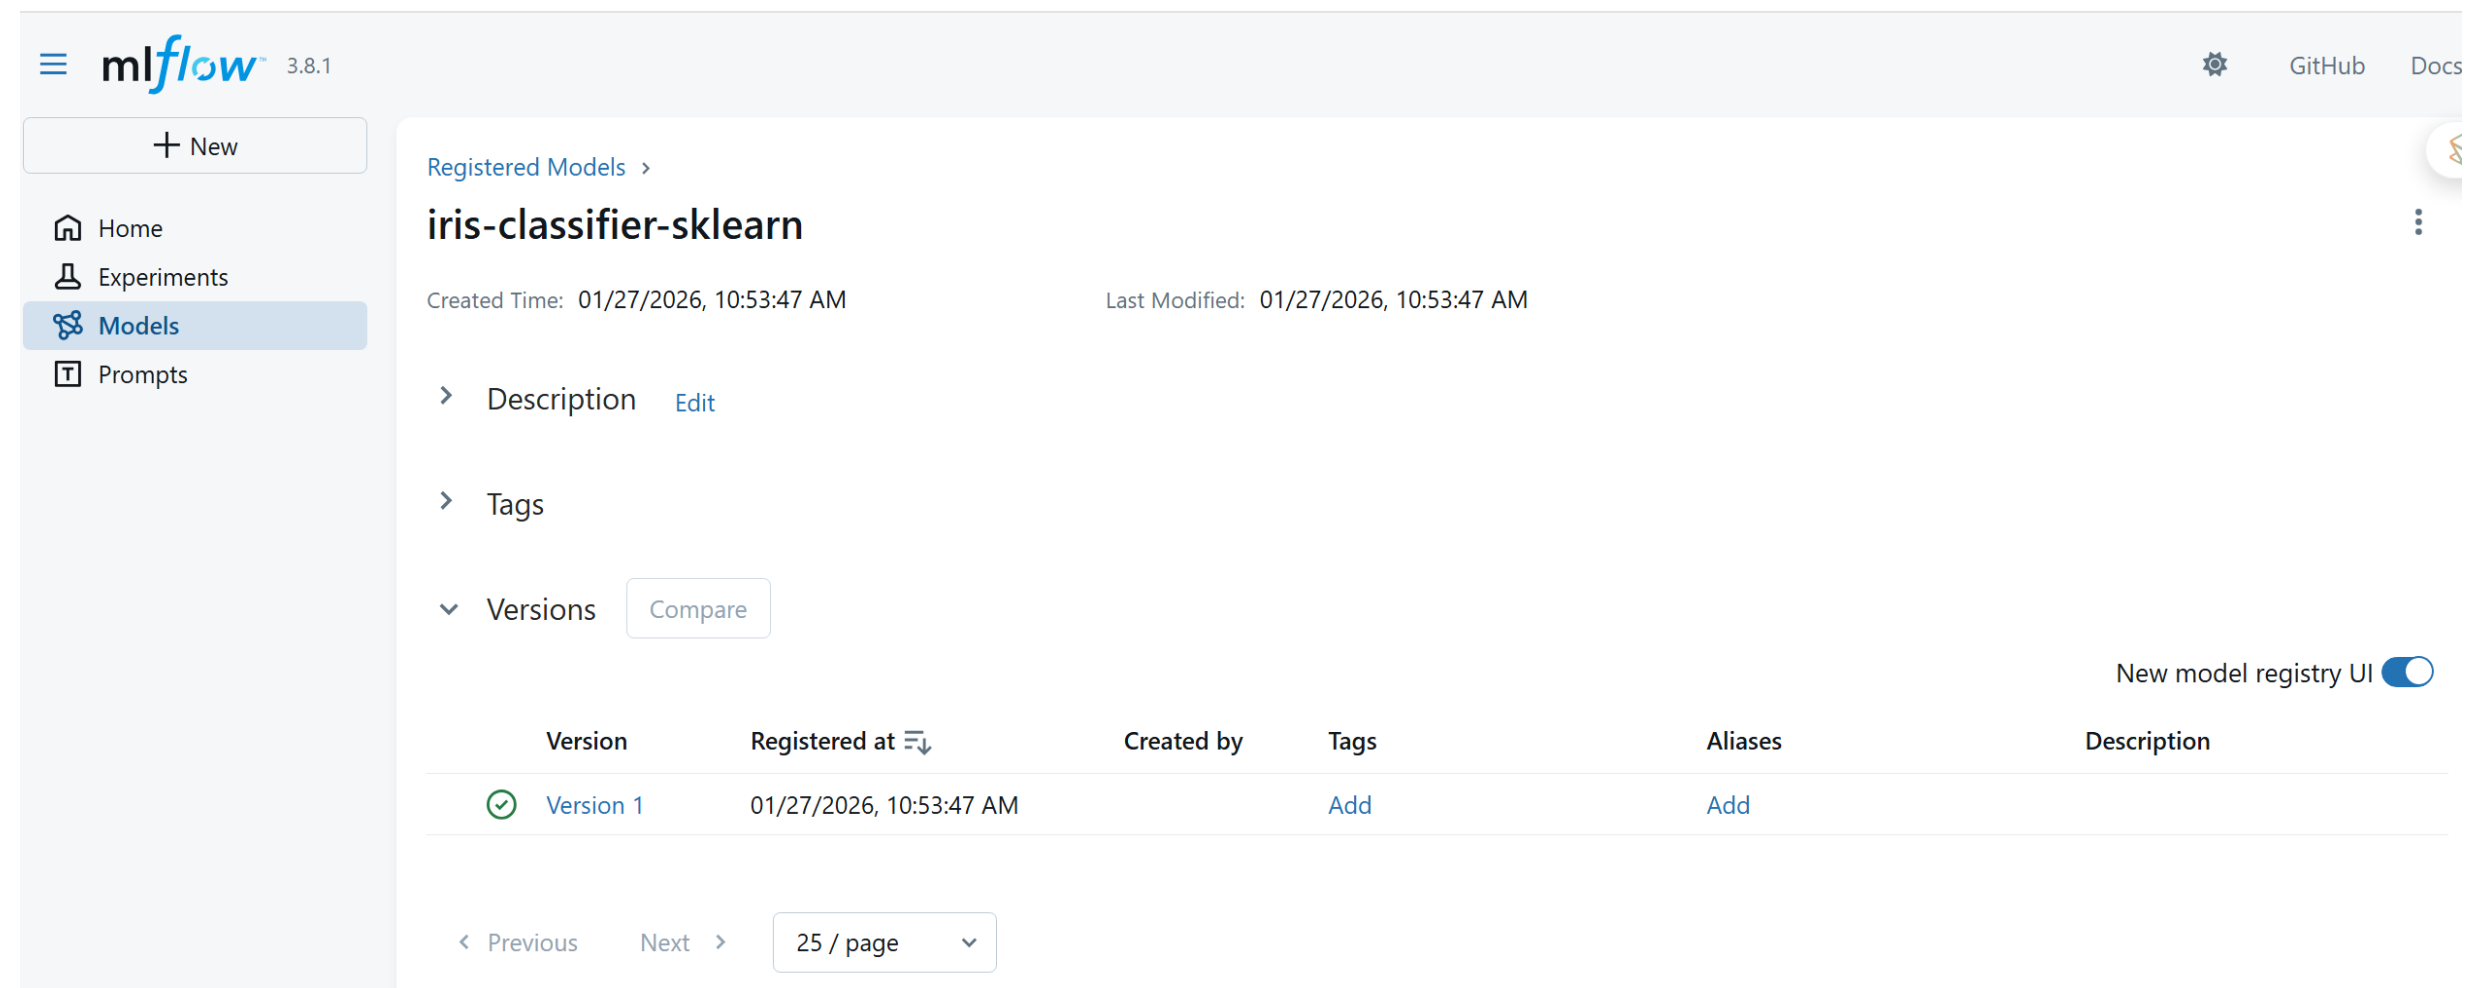 mlflow™ 3.8.1 GitHub Docs
New
Home
Experiments
Models
Prompts
Registered Models
iris-classifier-sklearn
Created Time: 01/27/2026, 10:53:47 AM Last Modified: 01/27/2026, 10:53:47 AM
Description Edit
Tags
Versions Compare
New model registry UI
Version Registered at Created by Tags Aliases Description
Version 1 01/27/2026, 10:53:47 AM Add Add
Previous Next 25 / page